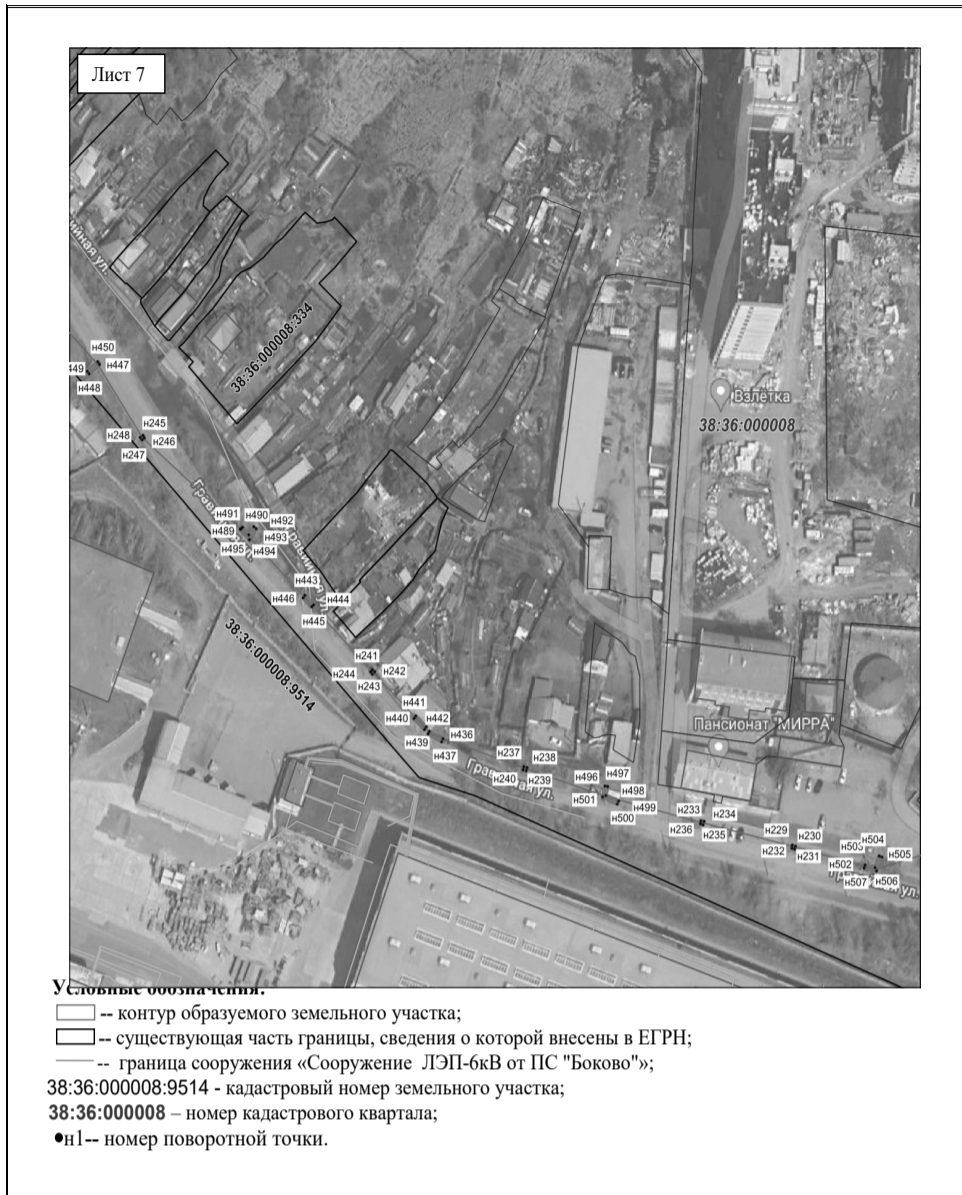 Лист 7
н450
н447
449
н448
38:36:000008:334
н245
н248
н246
н247
Взлётка
38:36:000008
н491
н490
н492
н489
н493
н495
н494
н443
н446
н444
н445
38:36:000008:9514
н241
н244
н242
н243
н441
н440
н442
н439
н436
н437
Пансионат "МИРРА"
н237
н238
н240
н239
н496
н497
н501
н498
н499
н500
н233
н234
н236
н235
н229
н230
н232
н231
н504
н503
н505
н502
н507
н506
Условные обозначения:
-- контур образуемого земельного участка;
-- существующая часть границы, сведения о которой внесены в ЕГРН;
-- граница сооружения «Сооружение ЛЭП-6кВ от ПС "Боково"»;
38:36:000008:9514 - кадастровый номер земельного участка;
38:36:000008 – номер кадастрового квартала;
н1-- номер поворотной точки.